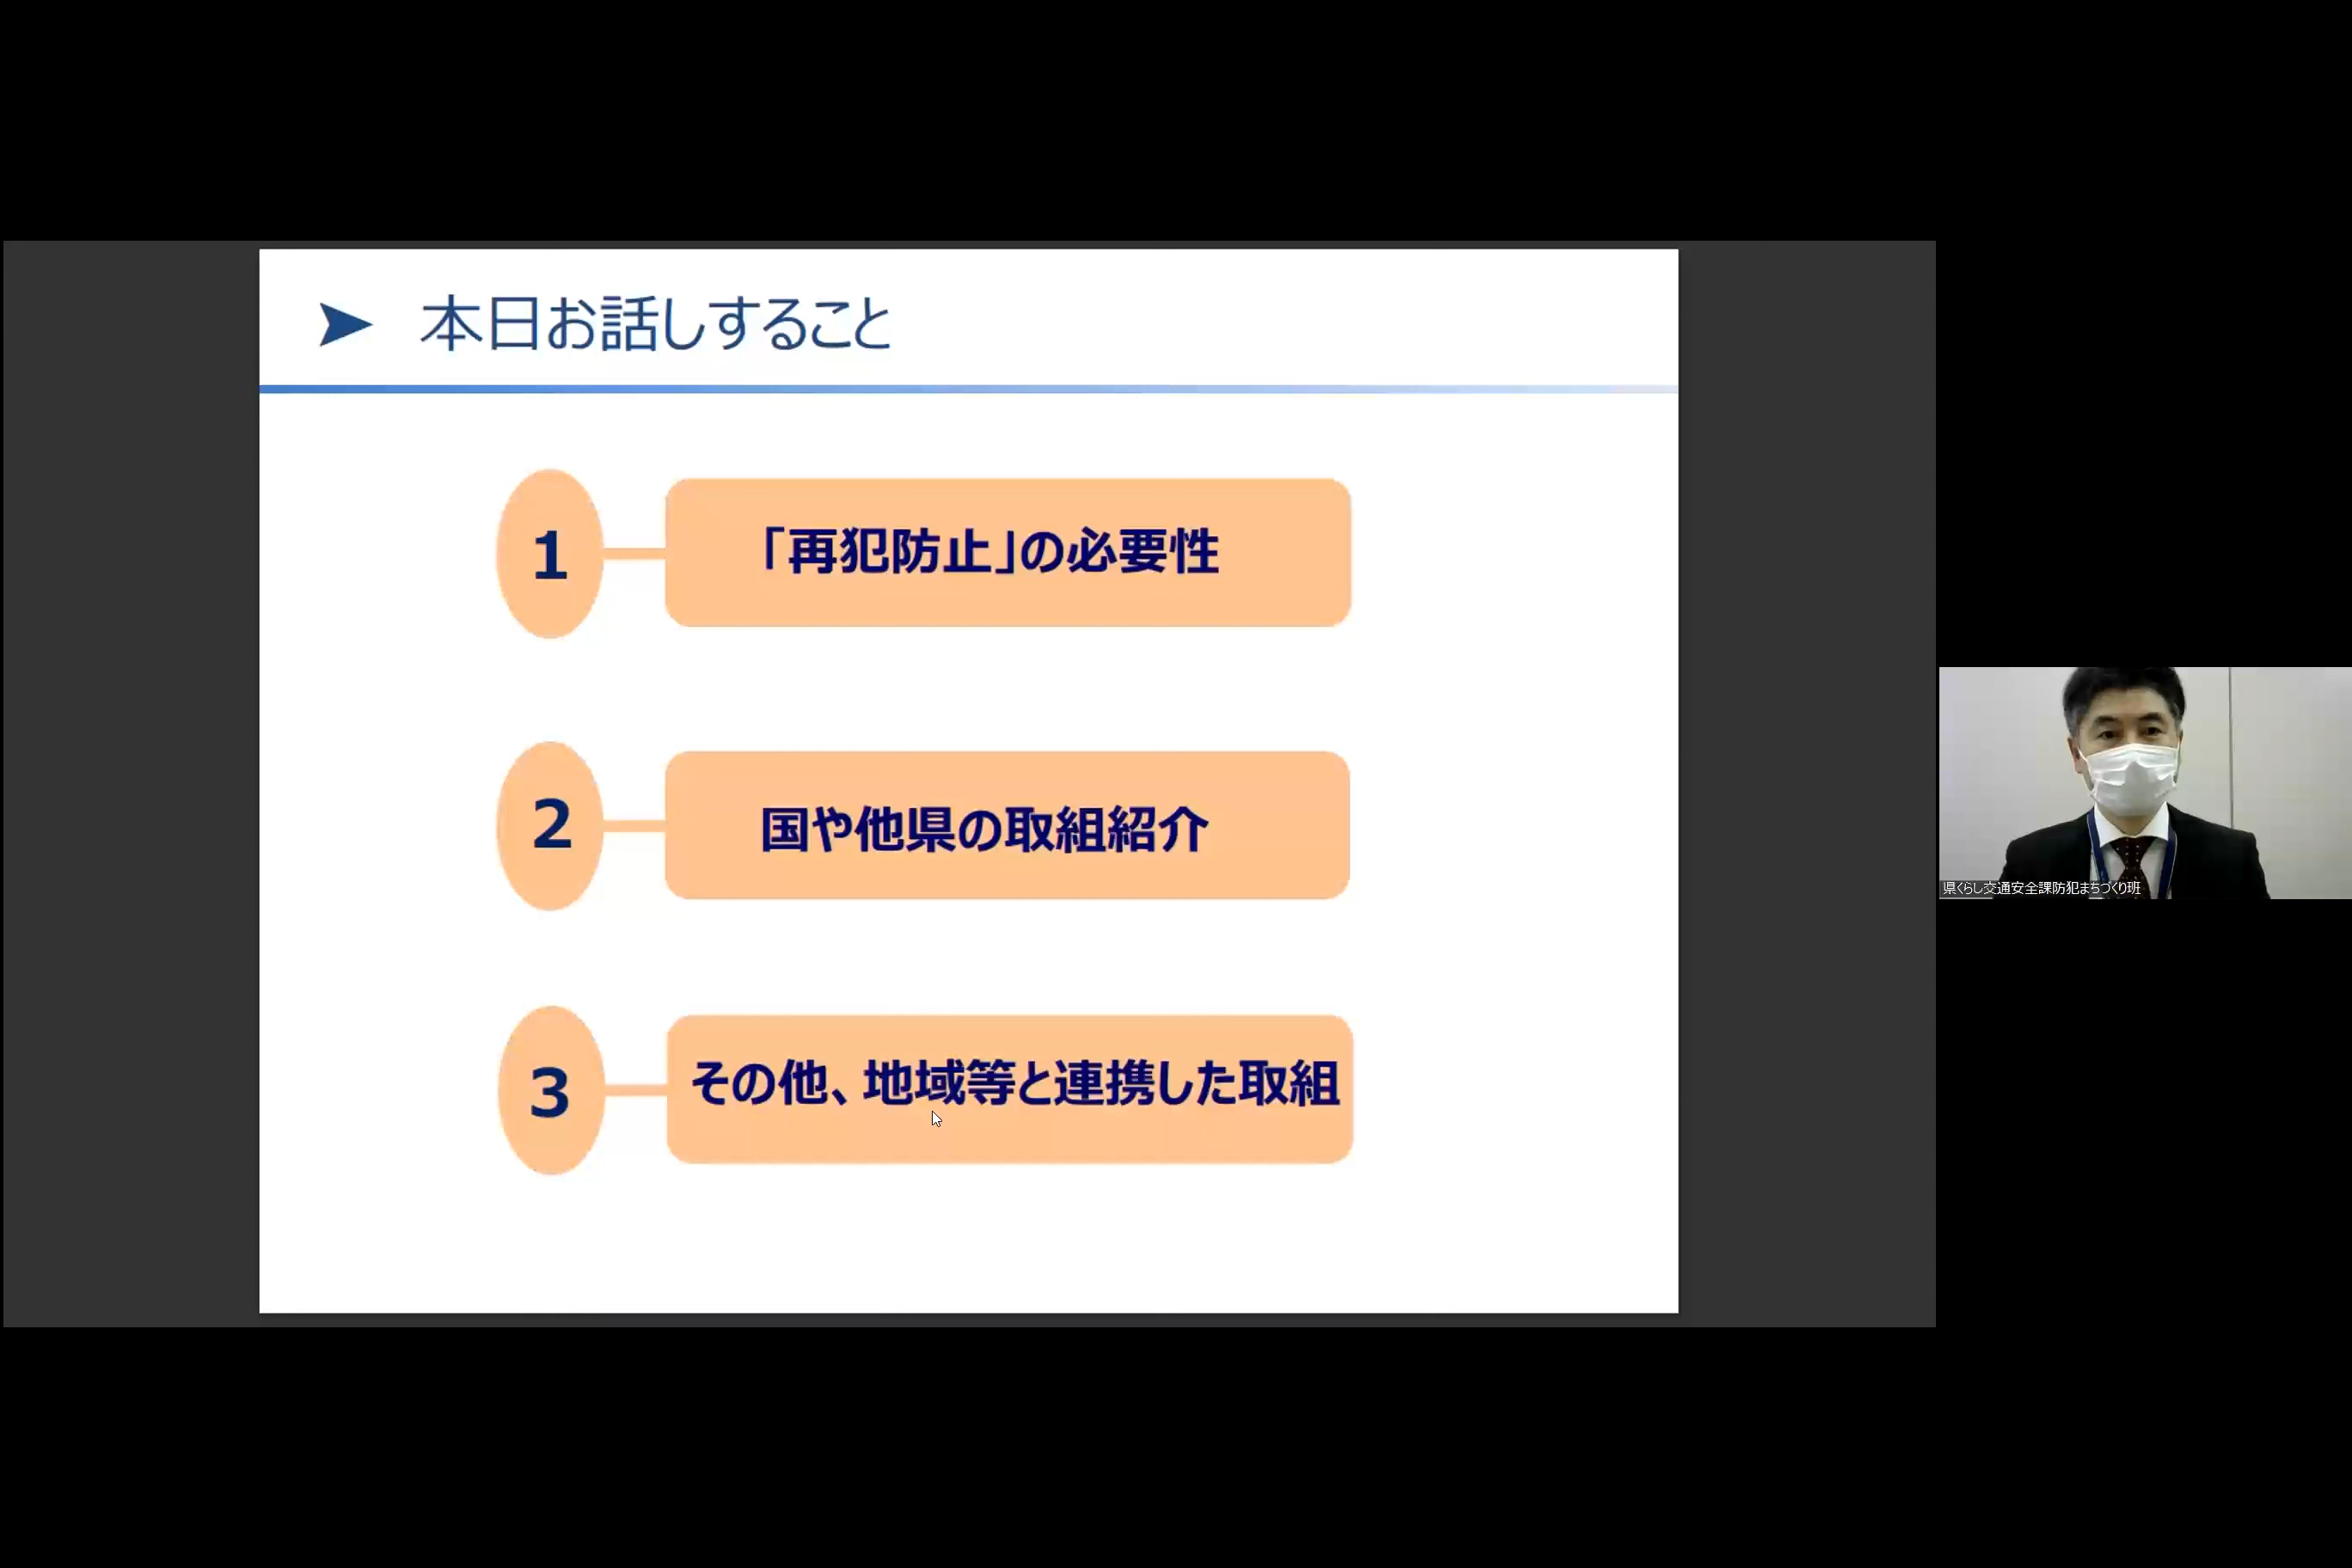 ➤ 本日お話しすること
1 「再犯防止」の必要性
2 国や他県の取組紹介
3 その他、地域等と連携した取組
県くらし交通安全課防犯まちづくり班